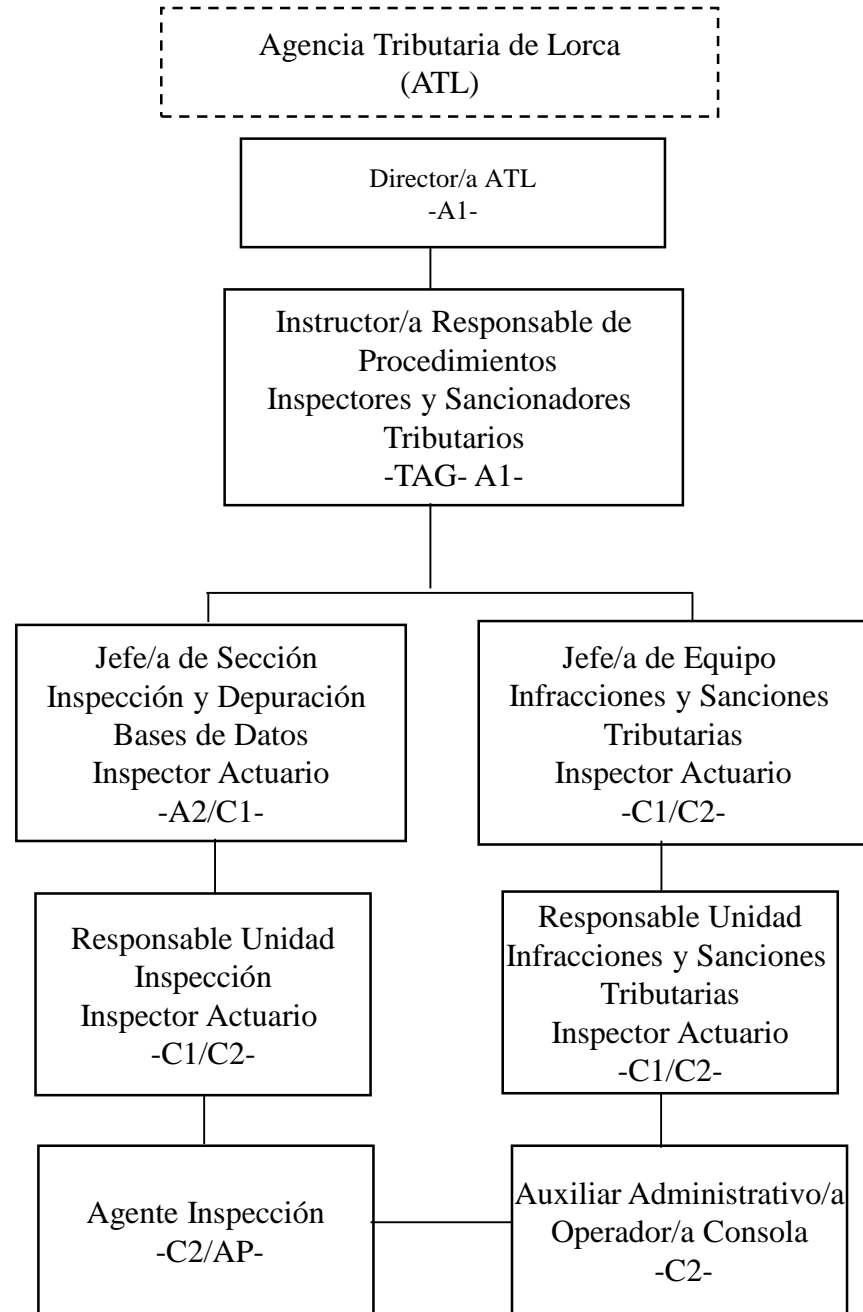 Agencia Tributaria de Lorca
(ATL)
Director/a ATL
-A1-
Instructor/a Responsable de
Procedimientos
Inspectores y Sancionadores
Tributarios
-TAG- A1-
Jefe/a de Sección
Inspección y Depuración
Bases de Datos
Inspector Actuario
-A2/C1-
Jefe/a de Equipo
Infracciones y Sanciones
Tributarias
Inspector Actuario
-C1/C2-
Responsable Unidad
Inspección
Inspector Actuario
-C1/C2-
Responsable Unidad
Infracciones y Sanciones
Tributarias
Inspector Actuario
-C1/C2-
Agente Inspección
-C2/AP-
Auxiliar Administrativo/a
Operador/a Consola
-C2-